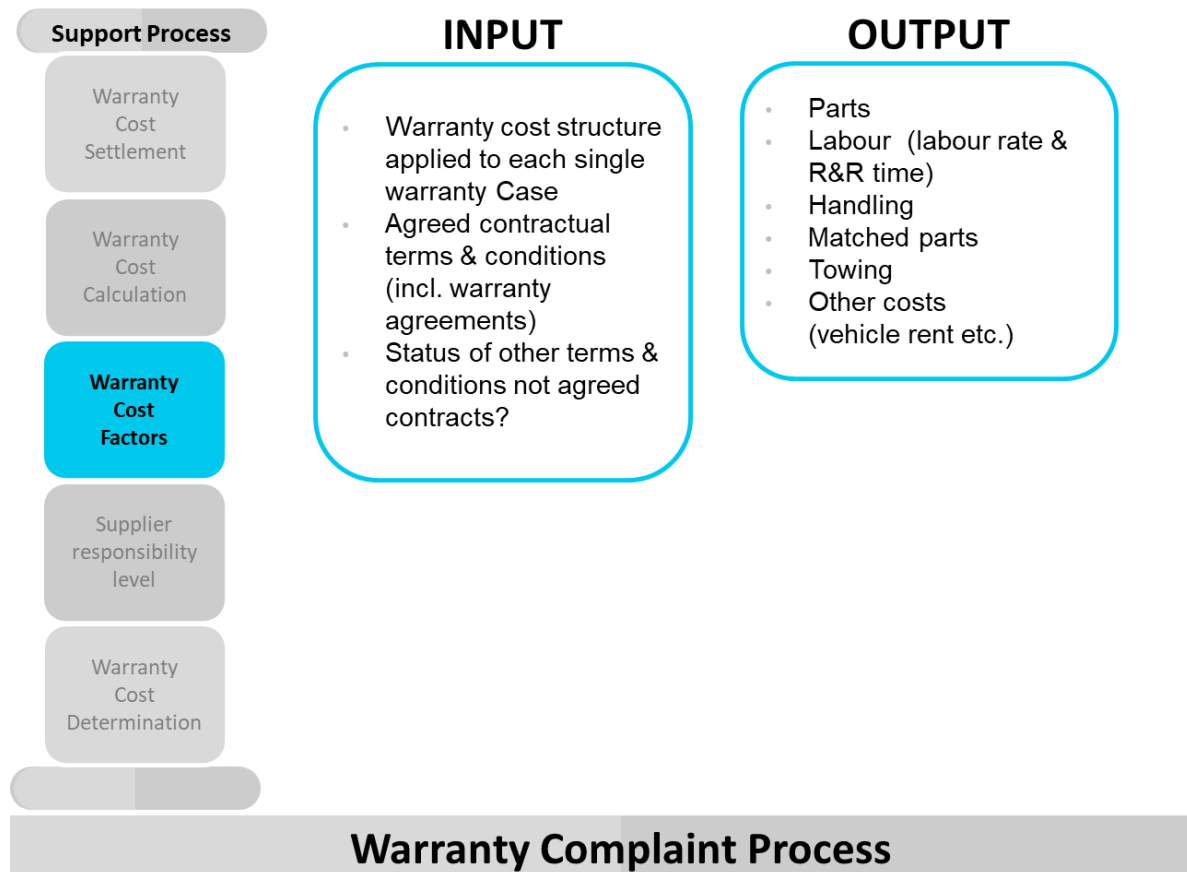 Support Process
Warranty
Cost
Settlement
Warranty
Cost
Calculation
Warranty
Cost
Factors
Supplier
responsibility
level
Warranty
Cost
Determination
INPUT
• Warranty cost structure
applied to each single
warranty Case
• Agreed contractual
terms & conditions
(incl. warranty
agreements)
• Status of other terms &
conditions not agreed
contracts?
OUTPUT
• Parts
• Labour (labour rate &
R&R time)
• Handling
• Matched parts
• Towing
• Other costs
(vehicle rent etc.)
Warranty Complaint Process